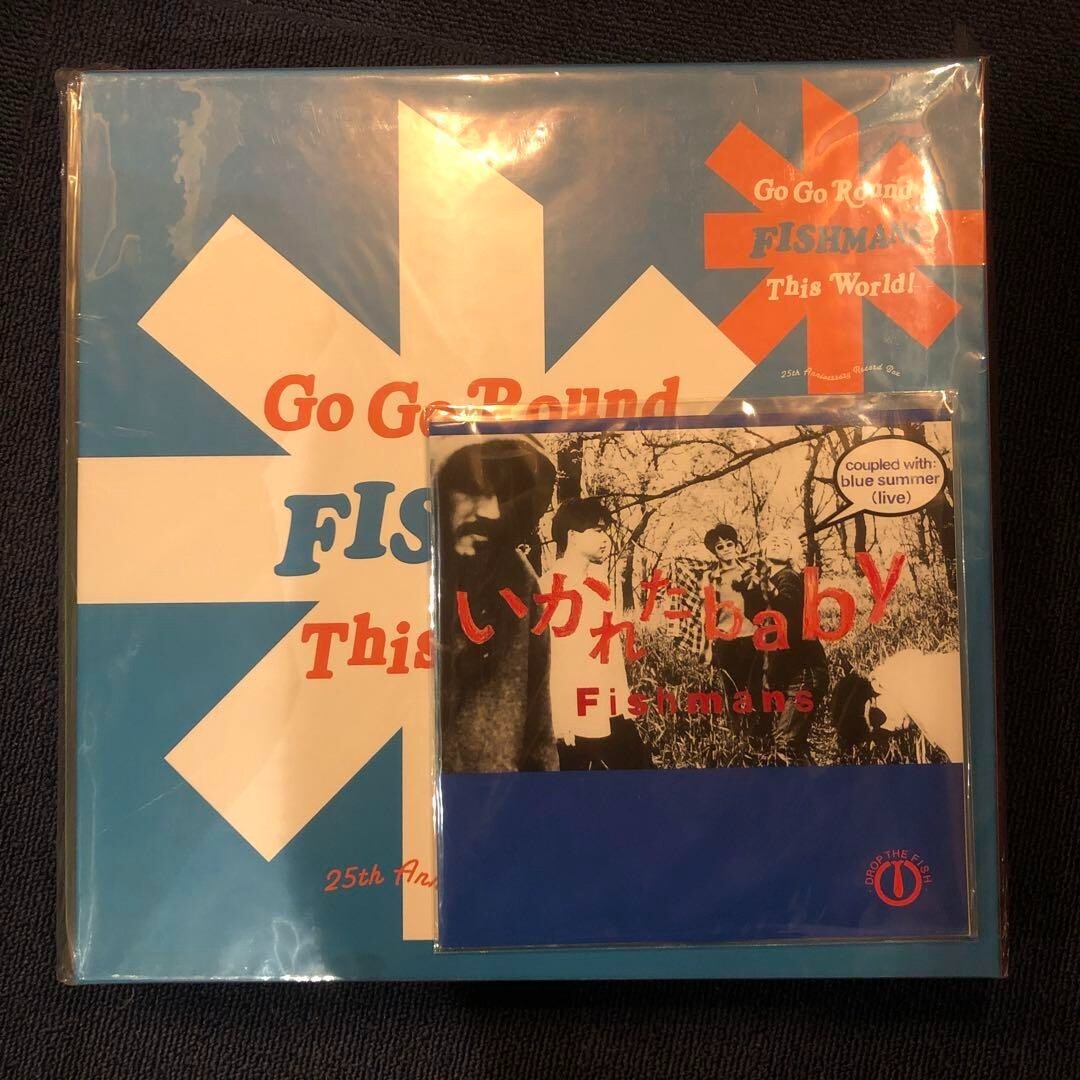 Go Go Round
FISHMANS
This World!
25th Anniversary Record Box
Go Go Round
FIS
This
25th Ann
coupled with:
blue summer
(live)
いかれたbaby
Fishmans
DROP THE FISH